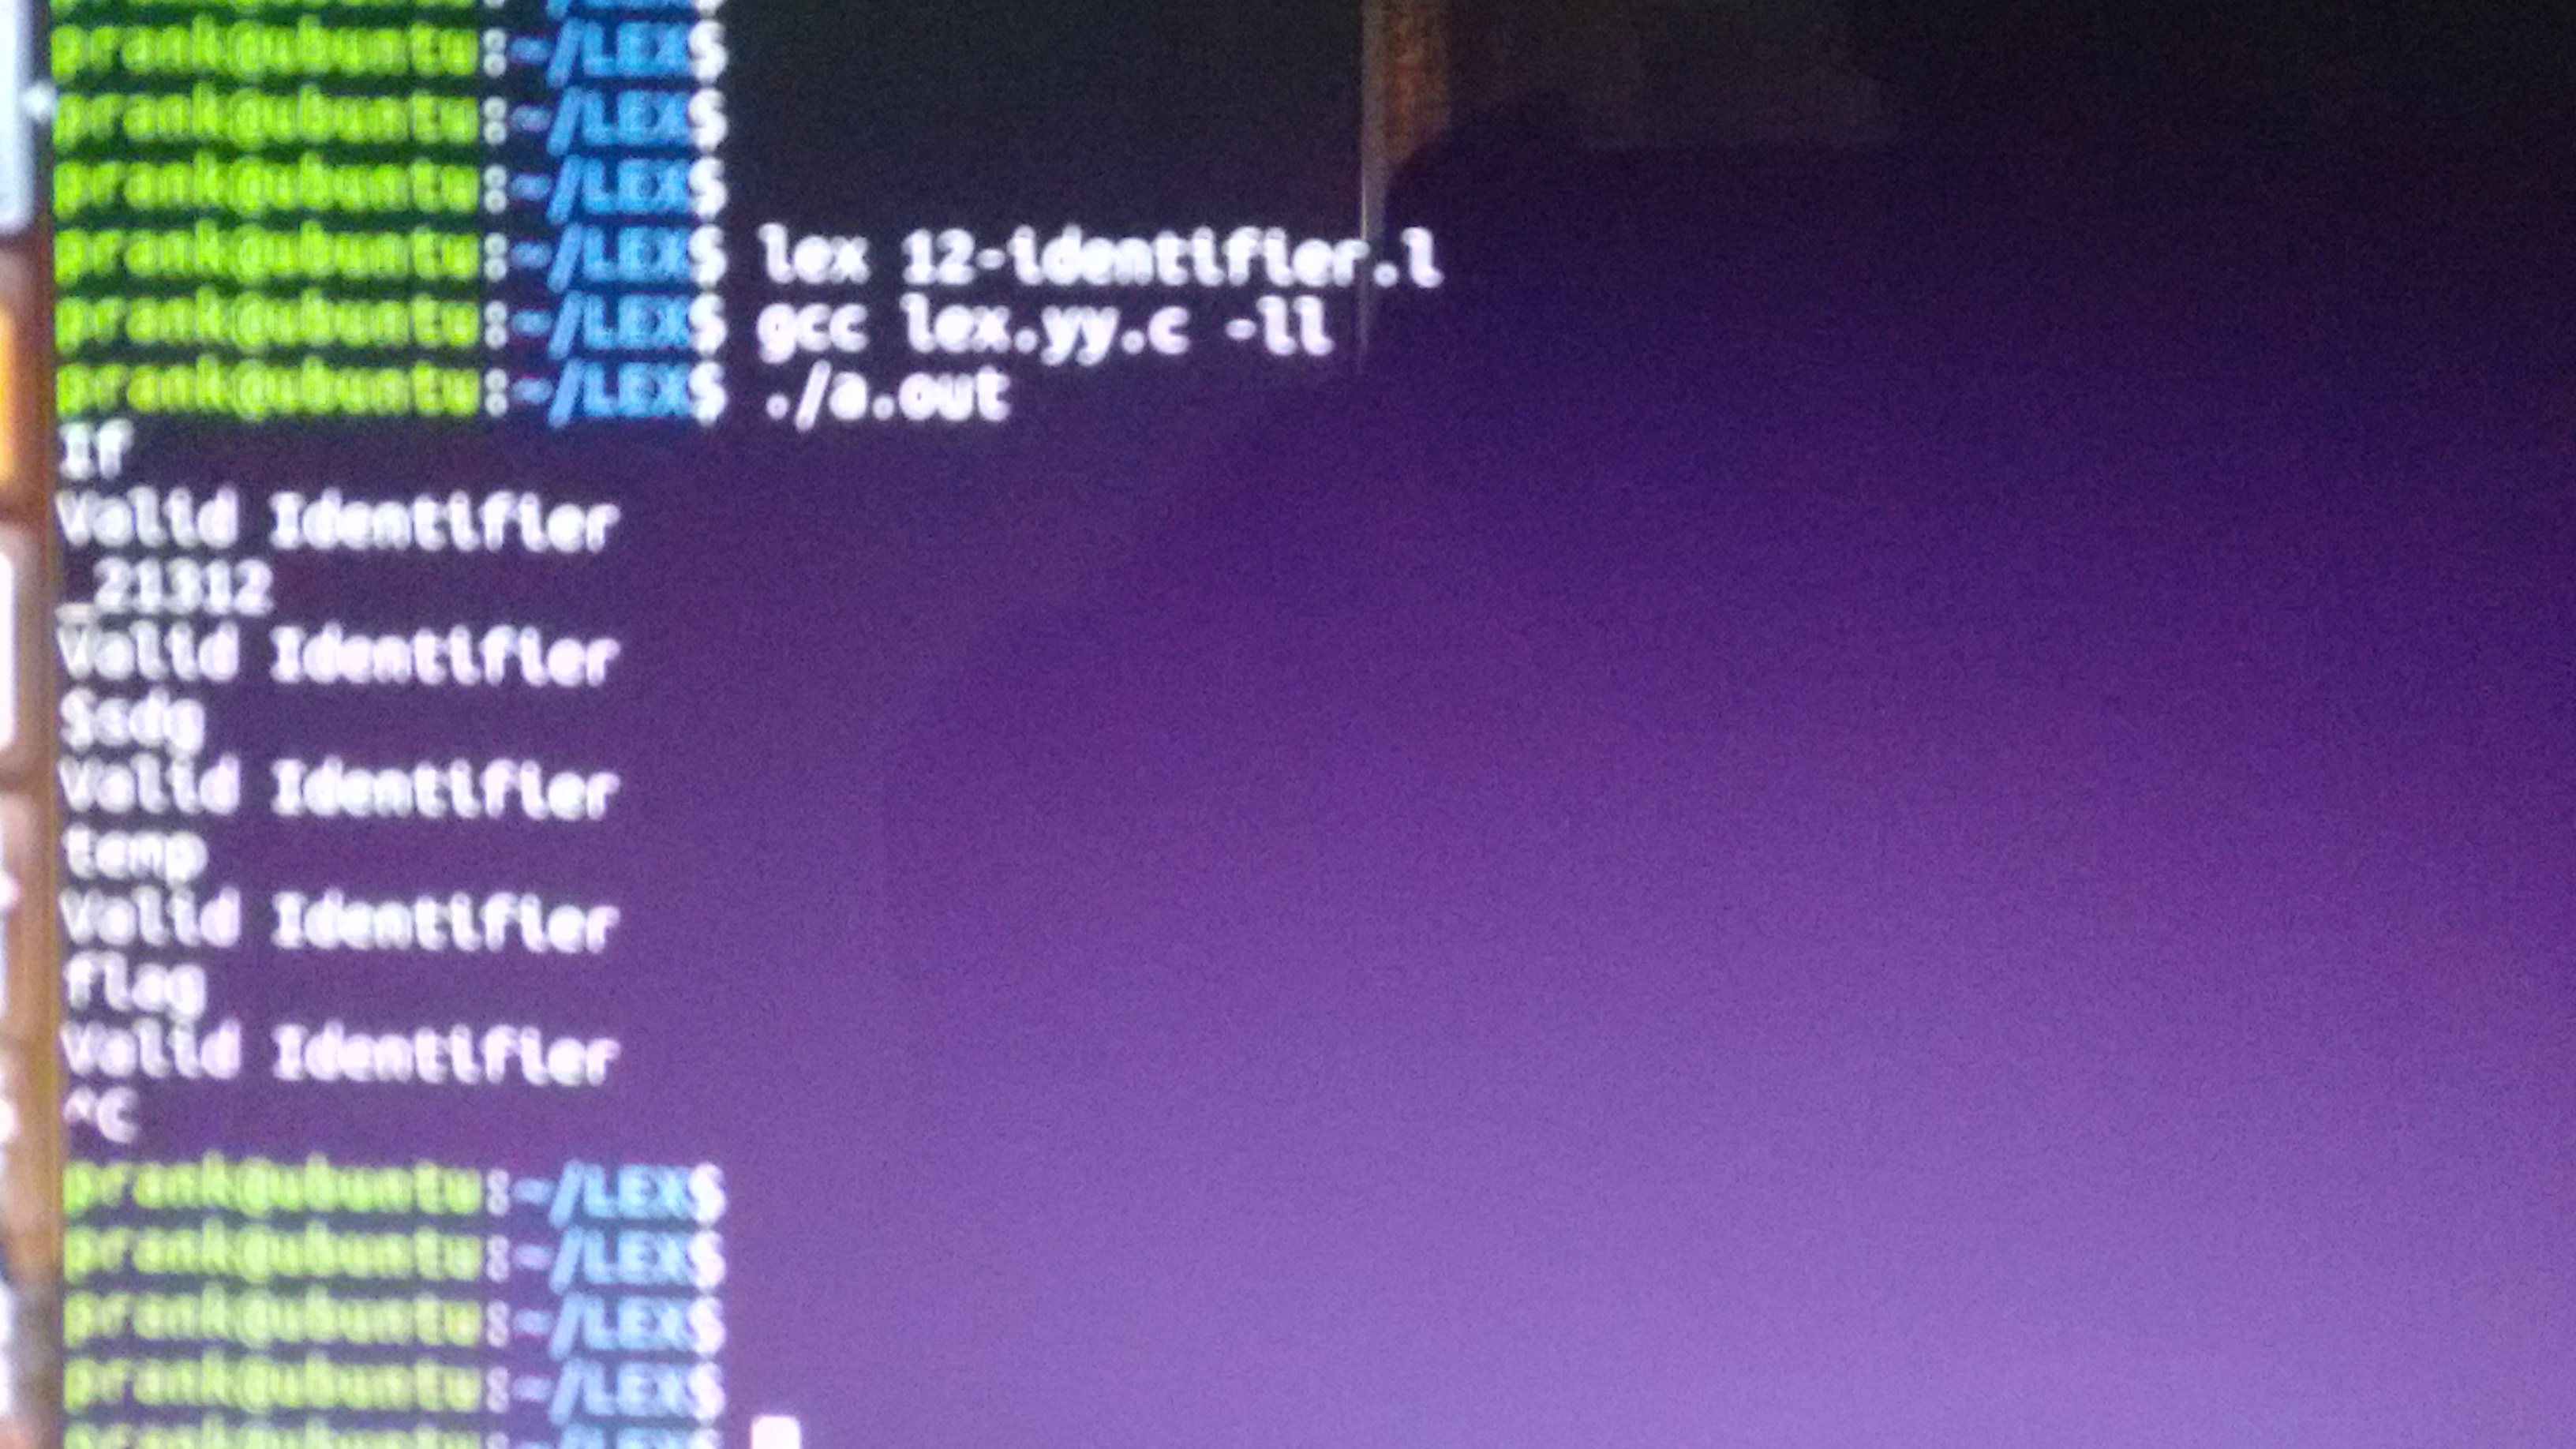 prank@ubuntu:~/LEX$
prank@ubuntu:~/LEX$
prank@ubuntu:~/LEX$
prank@ubuntu:~/LEX$ lex 12-identifier.l
prank@ubuntu:~/LEX$ gcc lex.yy.c -ll
prank@ubuntu:~/LEX$ ./a.out
if
Valid Identifier
_21312
Valid Identifier
$sdg
Valid Identifier
temp
Valid Identifier
flag
Valid Identifier
^C
prank@ubuntu:~/LEX$
prank@ubuntu:~/LEX$
prank@ubuntu:~/LEX$
prank@ubuntu:~/LEX$